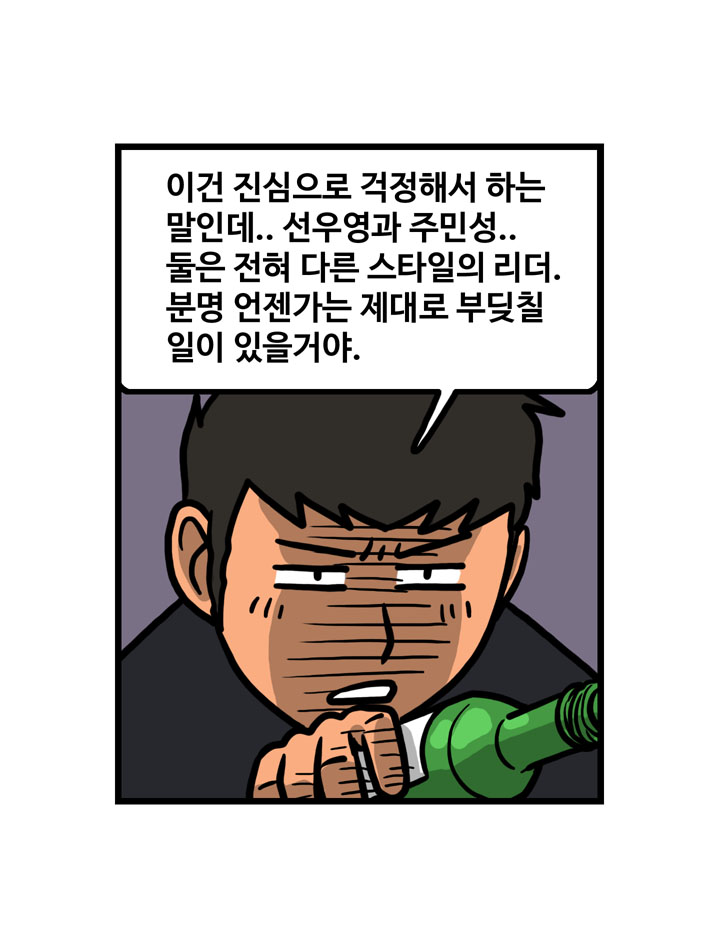 이건 진심으로 걱정해서 하는
말인데.. 선우영과 주민성..
둘은 전혀 다른 스타일의 리더.
분명 언젠가는 제대로 부딪칠
일이 있을거야.